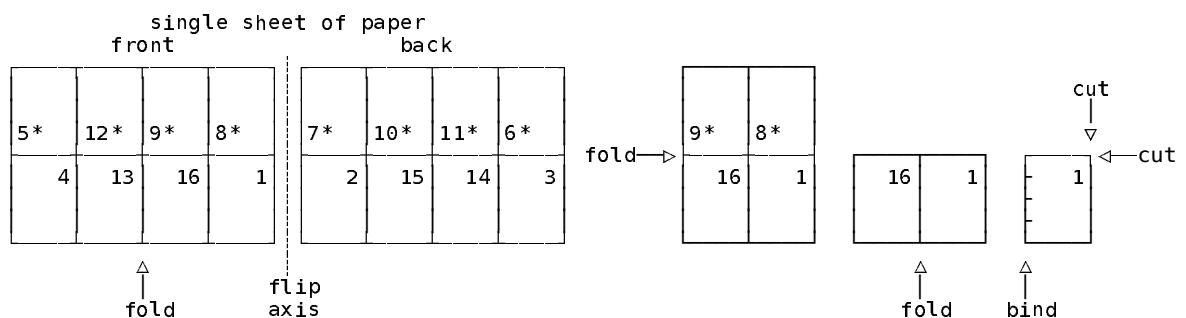 single sheet of paper
front
back
5* 12* 9* 8*
4 13 16 1
7* 10* 11* 6*
2 15 14 3
fold
flip
axis
fold
9* 8*
16 1
16 1
fold
cut
cut
1
bind